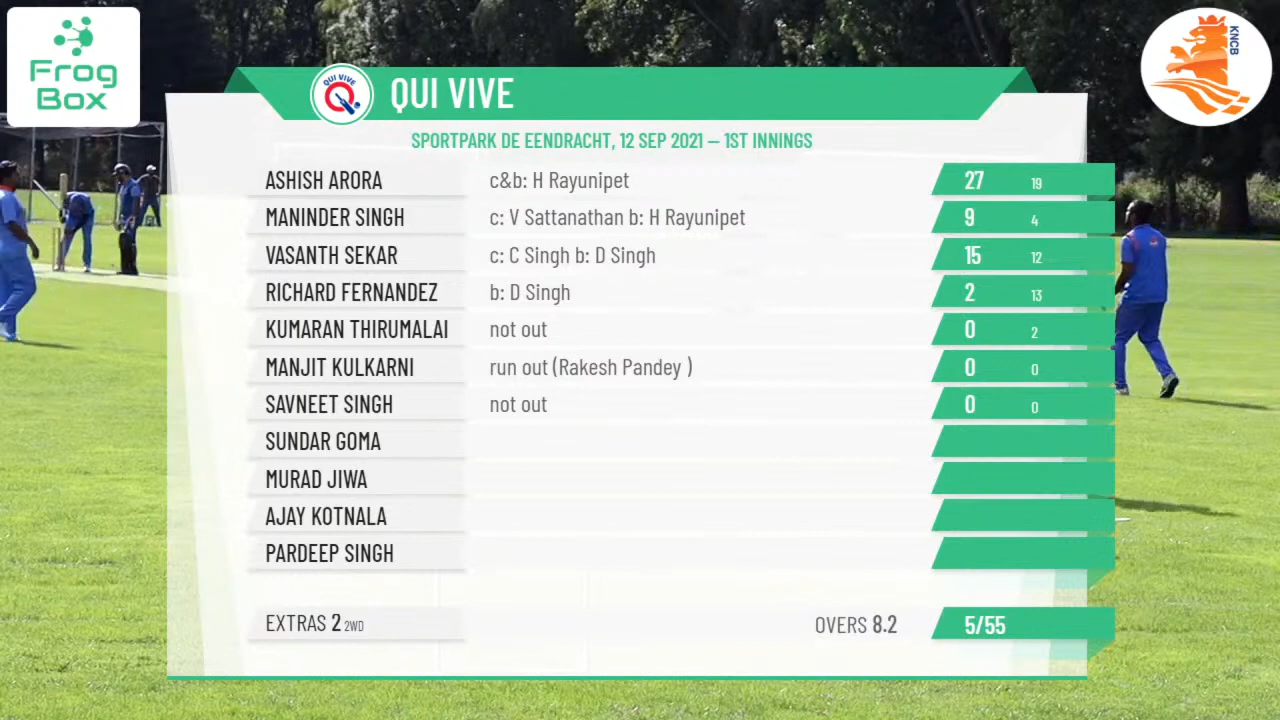 Frog
Box
QUI VIVE
QUI VIVE
KNCB
SPORTPARK DE EENDRACHT, 12 SEP 2021 – 1ST INNINGS
ASHISH ARORA c&b: H Rayunipet 27 19
MANINDER SINGH c: V Sattanathan b: H Rayunipet 9 4
VASANTH SEKAR c: C Singh b: D Singh 15 12
RICHARD FERNANDEZ b: D Singh 2 13
KUMARAN THIRUMALAI not out 0 2
MANJIT KULKARNI run out (Rakesh Pandey ) 0 0
SAVNEET SINGH not out 0 0
SUNDAR GOMA
MURAD JIWA
AJAY KOTNALA
PARDEEP SINGH
EXTRAS 2 2WD OVERS 8.2 5/55